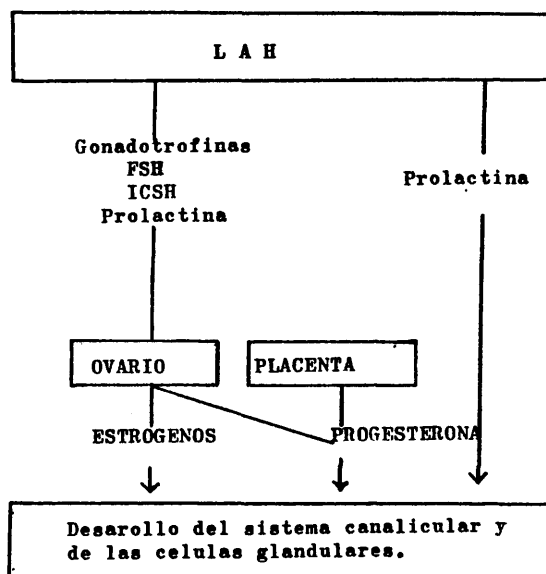 L A H
Gonadotrofinas
FSH
ICSH
Prolactina
Prolactina
OVARIO
PLACENTA
ESTROGENOS
PROGESTERONA
Desarollo del sistema canalicular y
de las celulas glandulares.